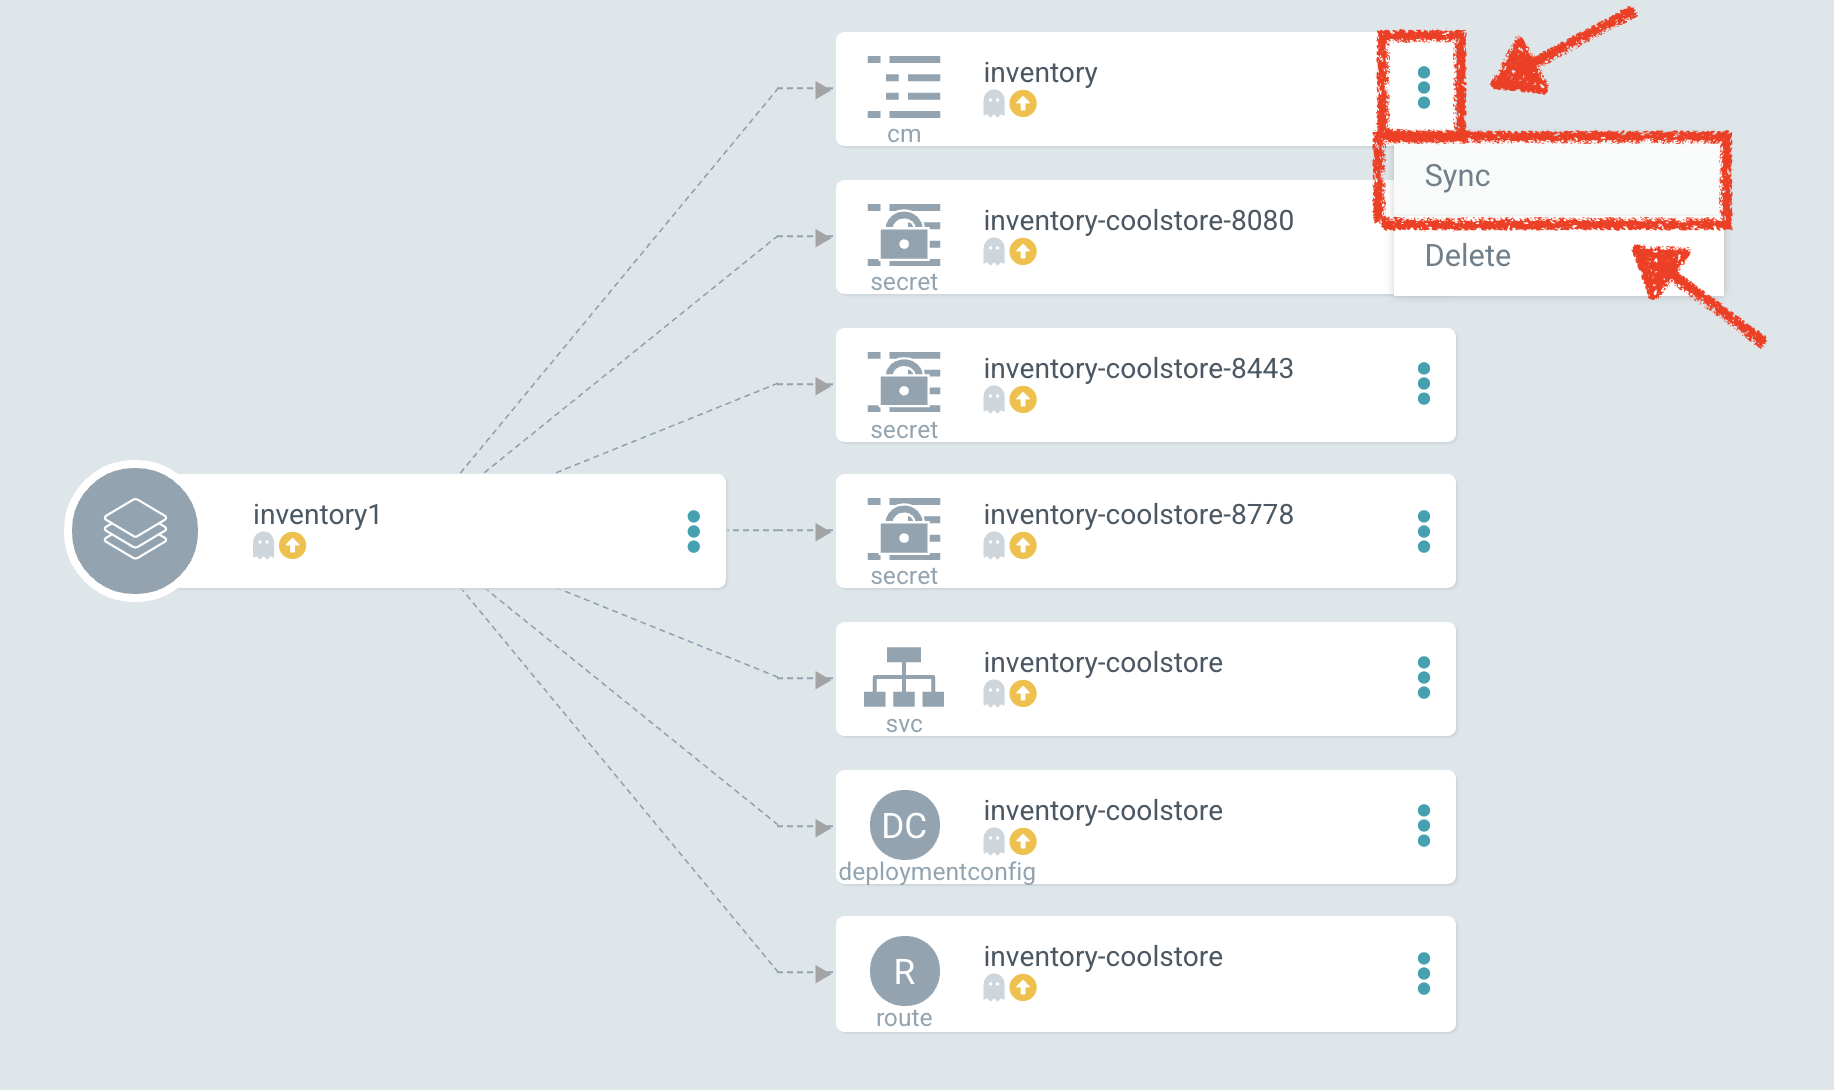 inventory
cm
Sync
Delete
inventory-coolstore-8080
secret
inventory-coolstore-8443
secret
inventory1
inventory-coolstore-8778
secret
inventory-coolstore
svc
DC
inventory-coolstore
deploymentconfig
R
inventory-coolstore
route